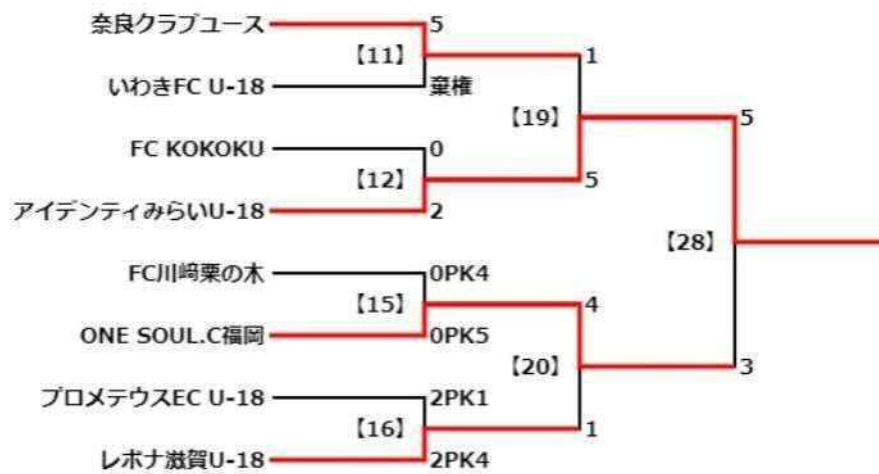 奈良クラブユース 5
【11】 1
いわきFC U-18 棄権
【19】 5
FC KOKOKU 0
【12】 5
アイデンティみらいU-18 2
【28】
FC川﨑栗の木 0PK4
【15】 4
ONE SOUL.C福岡 0PK5
【20】 3
プロメテウスEC U-18 2PK1
【16】 1
レボナ滋賀U-18 2PK4